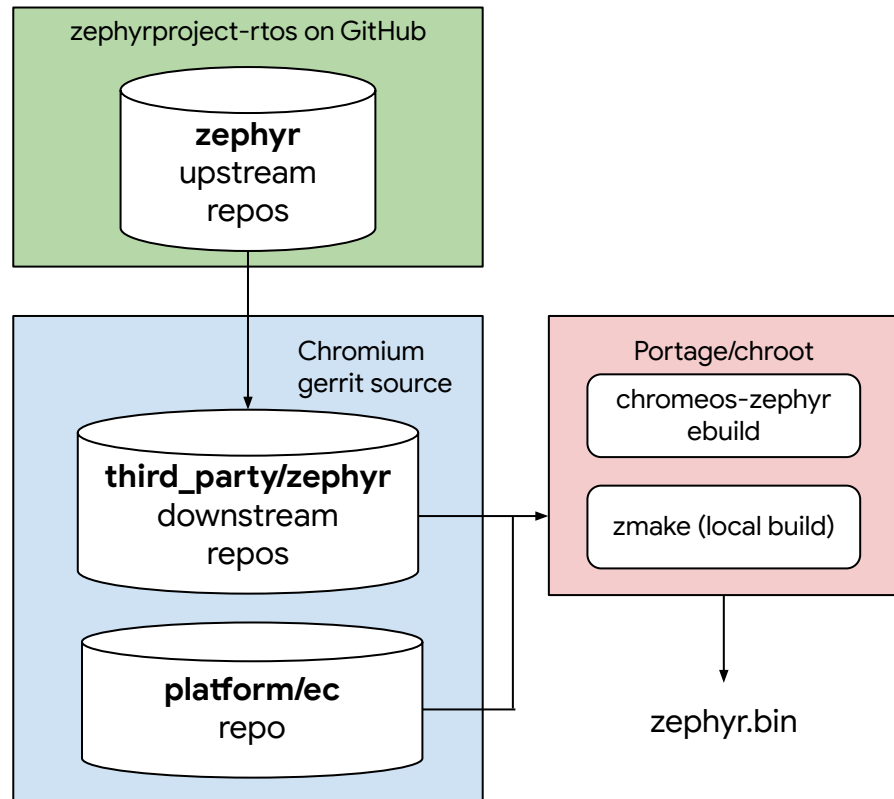 zephyrproject-rtos on GitHub
zephyr
upstream
repos
Chromium
gerrit source
third_party/zephyr
downstream
repos
platform/ec
repo
Portage/chroot
chromeos-zephyr
ebuild
zmake (local build)
zephyr.bin